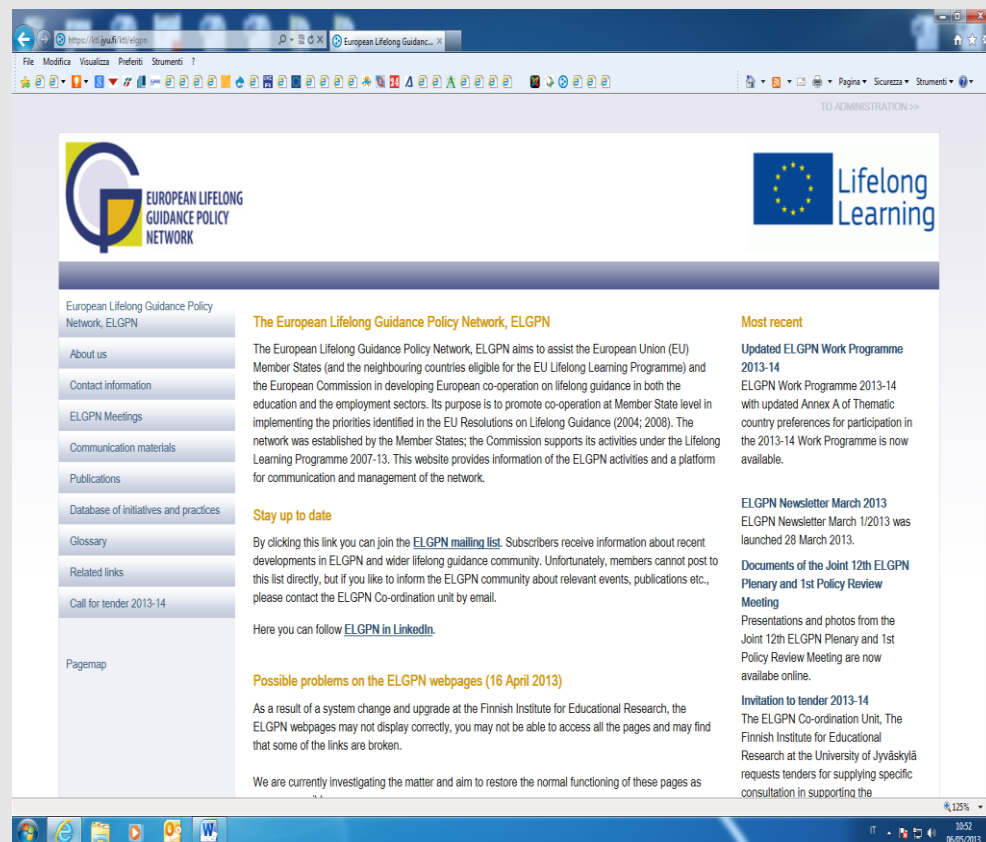 https://ktl.jyu.fi/ktl/elgpn
European Lifelong Guidanc...
File Modifica Visualizza Preferiti Strumenti ?
Pagina Sicurezza Strumenti
TO ADMINISTRATION >>
EUROPEAN LIFELONG
GUIDANCE POLICY
NETWORK
Lifelong
Learning
European Lifelong Guidance Policy
Network, ELGPN
About us
Contact information
ELGPN Meetings
Communication materials
Publications
Database of initiatives and practices
Glossary
Related links
Call for tender 2013-14
Pagemap
The European Lifelong Guidance Policy Network, ELGPN
The European Lifelong Guidance Policy Network, ELGPN aims to assist the European Union (EU)
Member States (and the neighbouring countries eligible for the EU Lifelong Learning Programme) and
the European Commission in developing European co-operation on lifelong guidance in both the
education and the employment sectors. Its purpose is to promote co-operation at Member State level in
implementing the priorities identified in the EU Resolutions on Lifelong Guidance (2004; 2008). The
network was established by the Member States; the Commission supports its activities under the Lifelong
Learning Programme 2007-13. This website provides information of the ELGPN activities and a platform
for communication and management of the network.
Stay up to date
By clicking this link you can join the ELGPN mailing list. Subscribers receive information about recent
developments in ELGPN and wider lifelong guidance community. Unfortunately, members cannot post to
this list directly, but if you like to inform the ELGPN community about relevant events, publications etc.,
please contact the ELGPN Co-ordination unit by email.
Here you can follow ELGPN in LinkedIn.
Possible problems on the ELGPN webpages (16 April 2013)
As a result of a system change and upgrade at the Finnish Institute for Educational Research, the
ELGPN webpages may not display correctly, you may not be able to access all the pages and may find
that some of the links are broken.
We are currently investigating the matter and aim to restore the normal functioning of these pages as
Most recent
Updated ELGPN Work Programme
2013-14
ELGPN Work Programme 2013-14
with updated Annex A of Thematic
country preferences for participation in
the 2013-14 Work Programme is now
available.
ELGPN Newsletter March 2013
ELGPN Newsletter March 1/2013 was
launched 28 March 2013.
Documents of the Joint 12th ELGPN
Plenary and 1st Policy Review
Meeting
Presentations and photos from the
Joint 12th ELGPN Plenary and 1st
Policy Review Meeting are now
availabe online.
Invitation to tender 2013-14
The ELGPN Co-ordination Unit, The
Finnish Institute for Educational
Research at the University of Jyväskylä
requests tenders for supplying specific
consultation in supporting the
125%
IT
10:52
06/05/2013